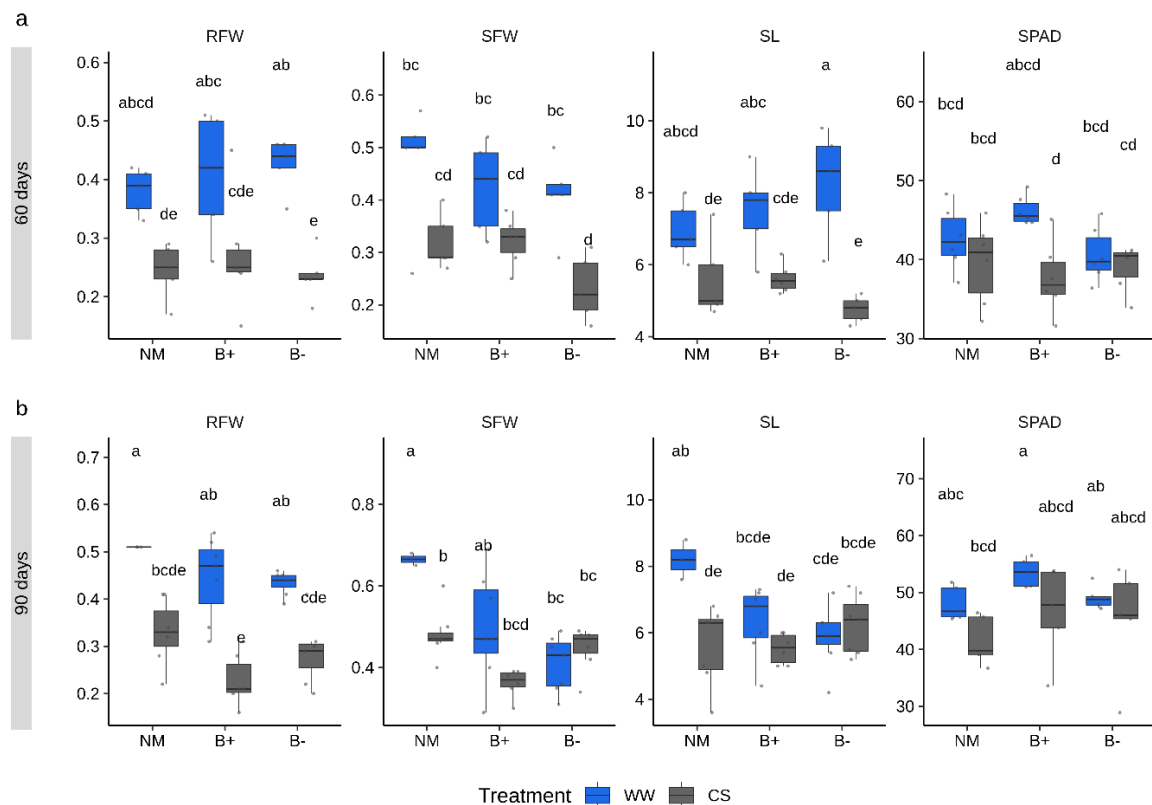 a
RFW SFW SL SPAD
60 days
0.6
0.5
0.4
0.3
0.2
abcd de abc cde ab e
NM B+ B-
0.6
0.5
0.4
0.3
0.2
bc cd bc cd bc d
NM B+ B-
10
8
6
4
abcd de abc cde a e
NM B+ B-
60
50
40
30
bcd bcd abcd d bcd cd
NM B+ B-
b
RFW SFW SL SPAD
90 days
0.7
0.6
0.5
0.4
0.3
0.2
a bcde ab e ab cde
NM B+ B-
0.8
0.6
0.4
a b ab bcd bc bc
NM B+ B-
12
10
8
6
4
ab de bcde de cde bcde
NM B+ B-
70
60
50
40
30
abc bcd a abcd ab abcd
NM B+ B-
Treatment WW CS